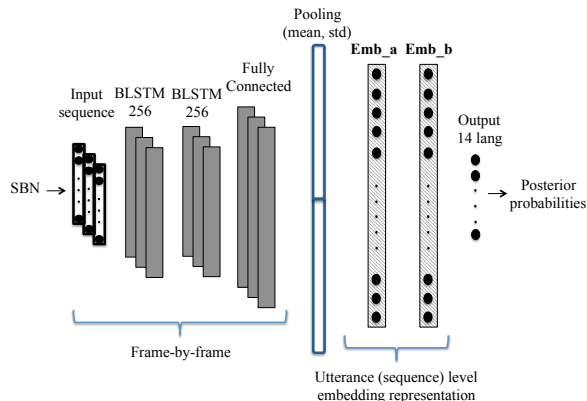 Pooling
(mean, std)
Emb_a Emb_b
Fully
Connected
BLSTM
256
BLSTM
256
Input
sequence
Output
14 lang
SBN
Posterior
probabilities
Frame-by-frame
Utterance (sequence) level
embedding representation